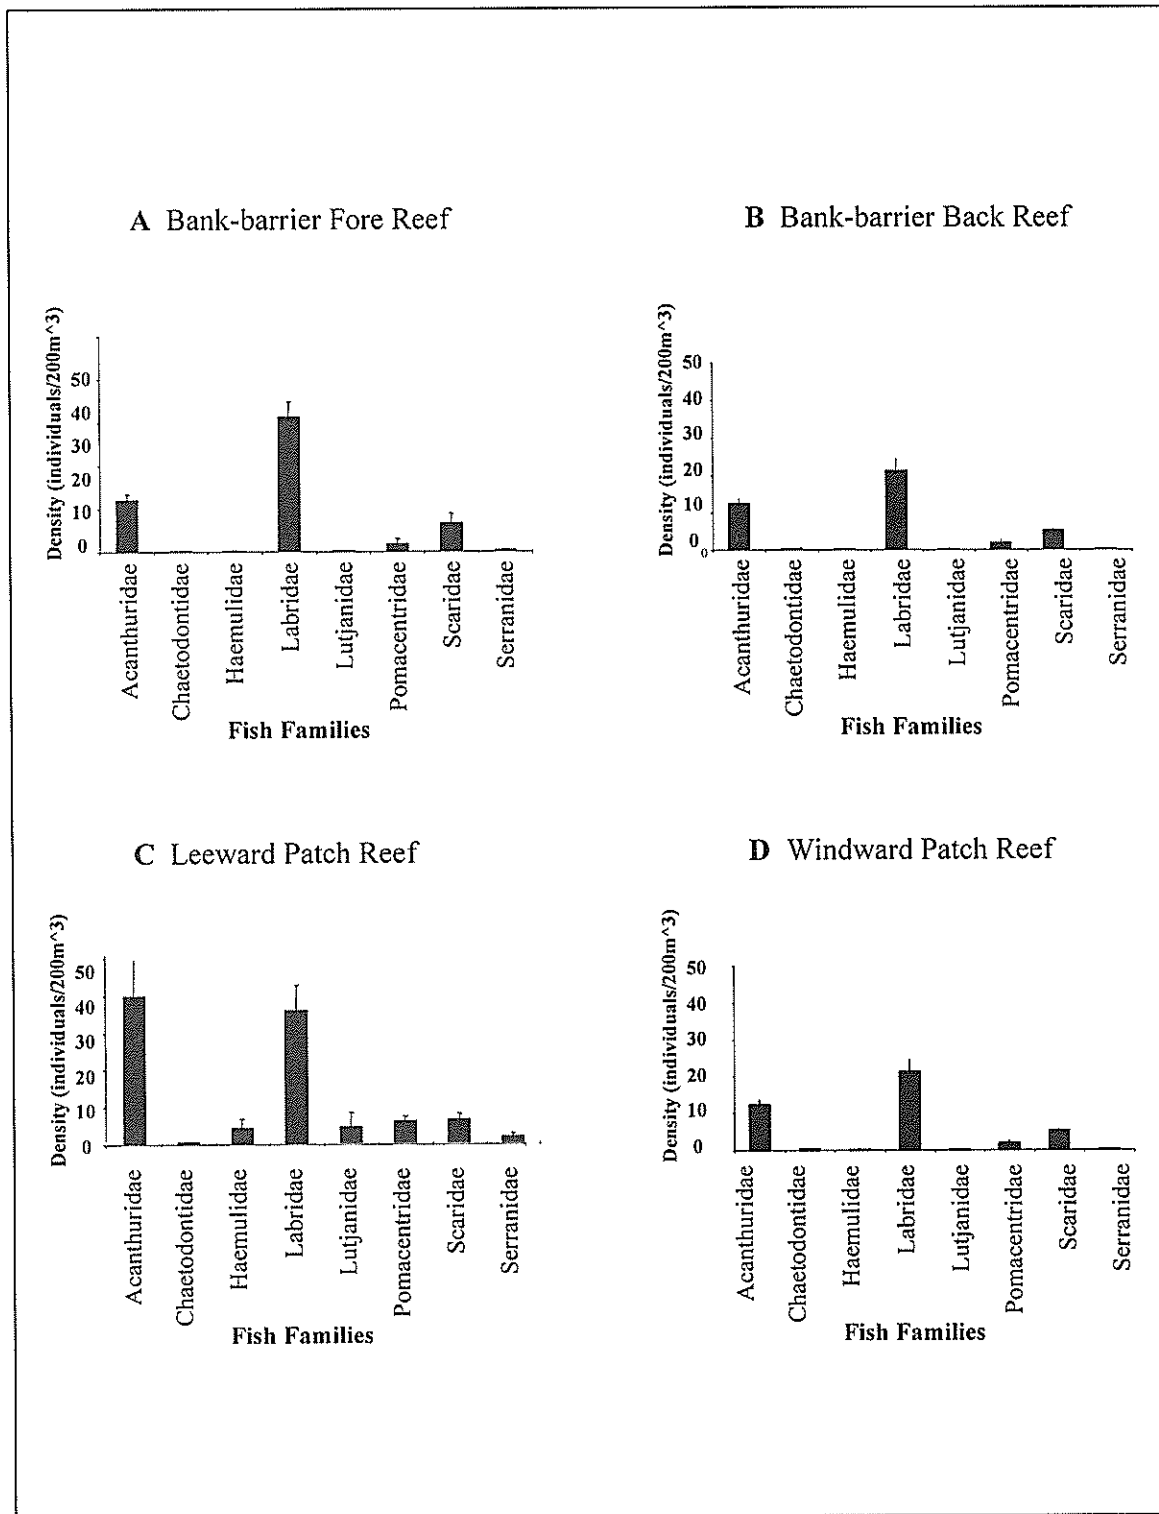 A Bank-barrier Fore Reef
Density (individuals/200m^3)
50
40
30
20
10
0
Acanthuridae
Chaetodontidae
Haemulidae
Labridae
Lutjanidae
Pomacentridae
Scaridae
Serranidae
Fish Families
B Bank-barrier Back Reef
Density (individuals/200m^3)
50
40
30
20
10
0
0
Acanthuridae
Chaetodontidae
Haemulidae
Labridae
Lutjanidae
Pomacentridae
Scaridae
Serranidae
Fish Families
C Leeward Patch Reef
Density (individuals/200m^3)
50
40
30
20
10
0
Acanthuridae
Chaetodontidae
Haemulidae
Labridae
Lutjanidae
Pomacentridae
Scaridae
Serranidae
Fish Families
D Windward Patch Reef
Density (individuals/200m^3)
50
40
30
20
10
0
Acanthuridae
Chaetodontidae
Haemulidae
Labridae
Lutjanidae
Pomacentridae
Scaridae
Serranidae
Fish Families